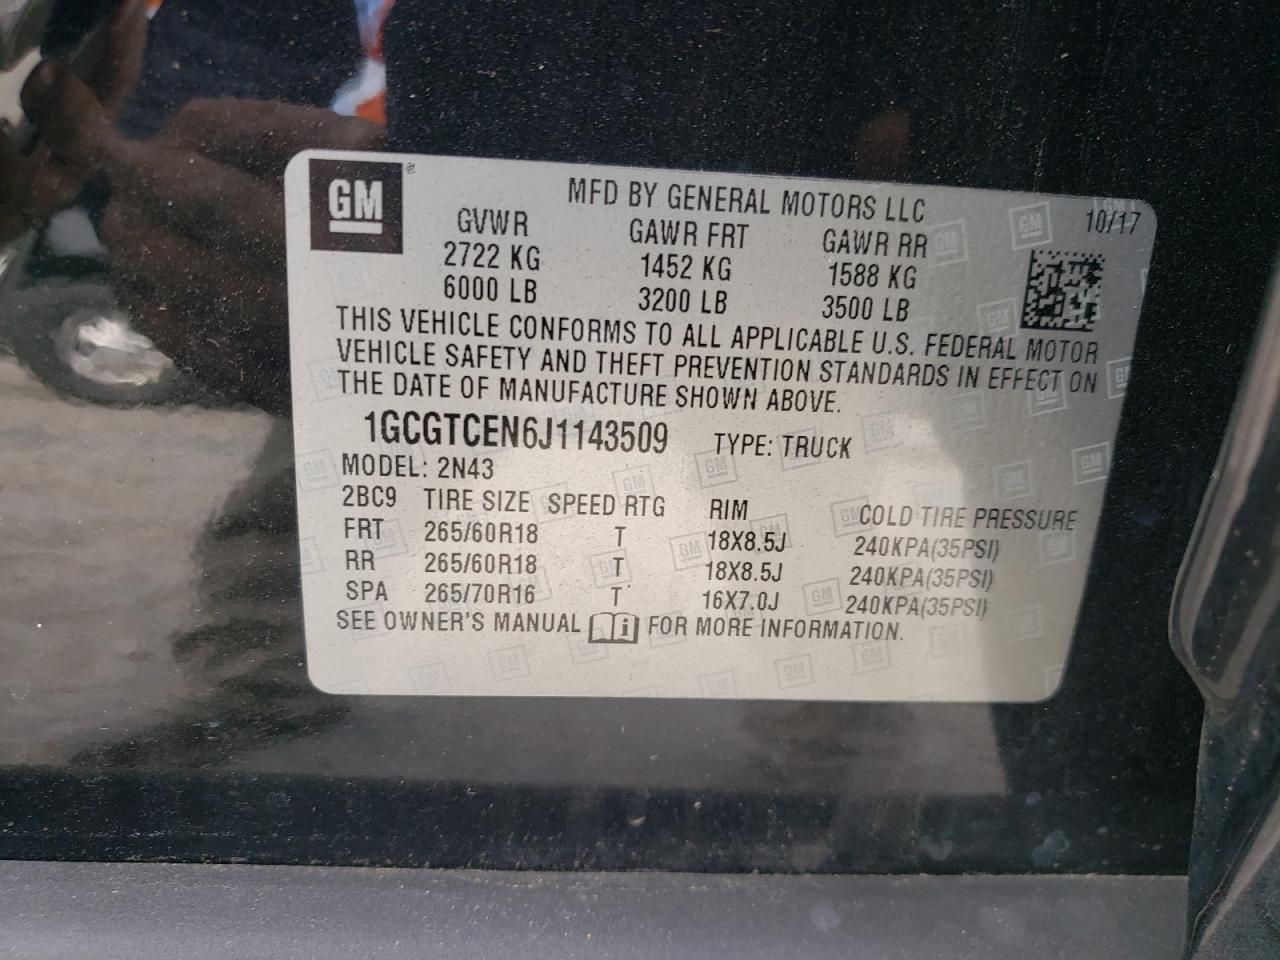 GM
MFD BY GENERAL MOTORS LLC 10/17
GVWR GAWR FRT GAWR RR
2722 KG 1452 KG 1588 KG
6000 LB 3200 LB 3500 LB
THIS VEHICLE CONFORMS TO ALL APPLICABLE U.S. FEDERAL MOTOR
VEHICLE SAFETY AND THEFT PREVENTION STANDARDS IN EFFECT ON
THE DATE OF MANUFACTURE SHOWN ABOVE.
1GCGTCEN6J1143509 TYPE: TRUCK
MODEL: 2N43
2BC9 TIRE SIZE SPEED RTG RIM COLD TIRE PRESSURE
FRT 265/60R18 T 18X8.5J 240KPA(35PSI)
RR 265/60R18 T 18X8.5J 240KPA(35PSI)
SPA 265/70R16 T 16X7.0J 240KPA(35PSI)
SEE OWNER'S MANUAL i FOR MORE INFORMATION.